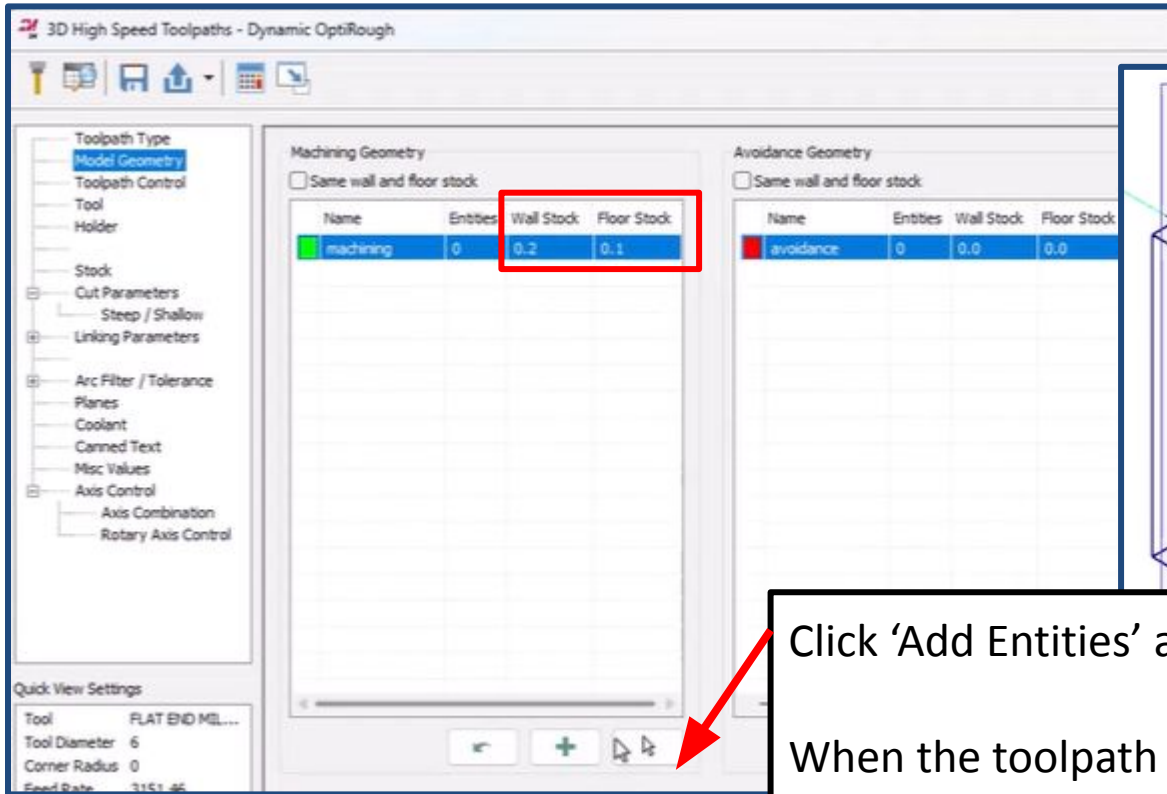 3D High Speed Toolpaths - Dynamic OptiRough
Toolpath Type
Model Geometry
Toolpath Control
Tool
Holder
Stock
Cut Parameters
Steep / Shallow
Linking Parameters
Arc Filter / Tolerance
Planes
Coolant
Canned Text
Misc Values
Axis Control
Axis Combination
Rotary Axis Control
Quick View Settings
Tool FLAT END MIL...
Tool Diameter 6
Corner Radius 0
Feed Rate 3151.46
Machining Geometry
Same wall and floor stock
Name Entities Wall Stock Floor Stock
machining 0 0.2 0.1
Avoidance Geometry
Same wall and floor stock
Name Entities Wall Stock Floor Stock
avoidance 0 0.0 0.0
Click ‘Add Entities’ a
When the toolpath